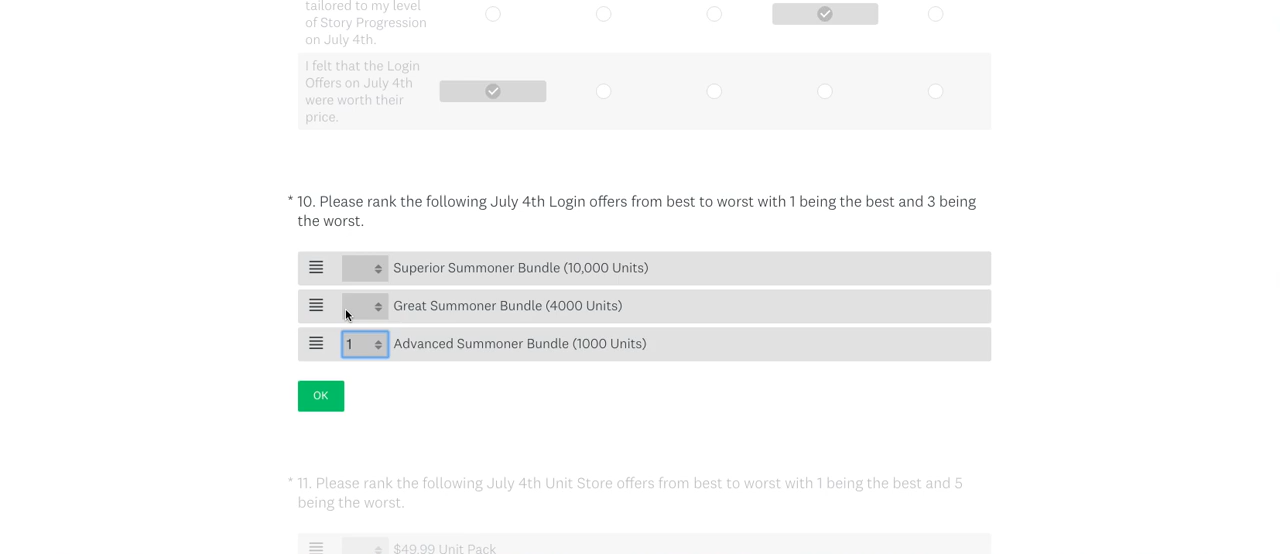 tailored to my level
of Story Progression
on July 4th.
I felt that the Login
Offers on July 4th
were worth their
price.
* 10. Please rank the following July 4th Login offers from best to worst with 1 being the best and 3 being
the worst.
Superior Summoner Bundle (10,000 Units)
Great Summoner Bundle (4000 Units)
1 Advanced Summoner Bundle (1000 Units)
OK
* 11. Please rank the following July 4th Unit Store offers from best to worst with 1 being the best and 5
being the worst.
$49.99 Unit Pack